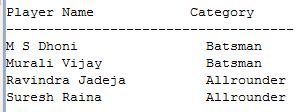 Player Name Category
------------------------------------
M S Dhoni Batsman
Murali Vijay Batsman
Ravindra Jadeja Allrounder
Suresh Raina Allrounder